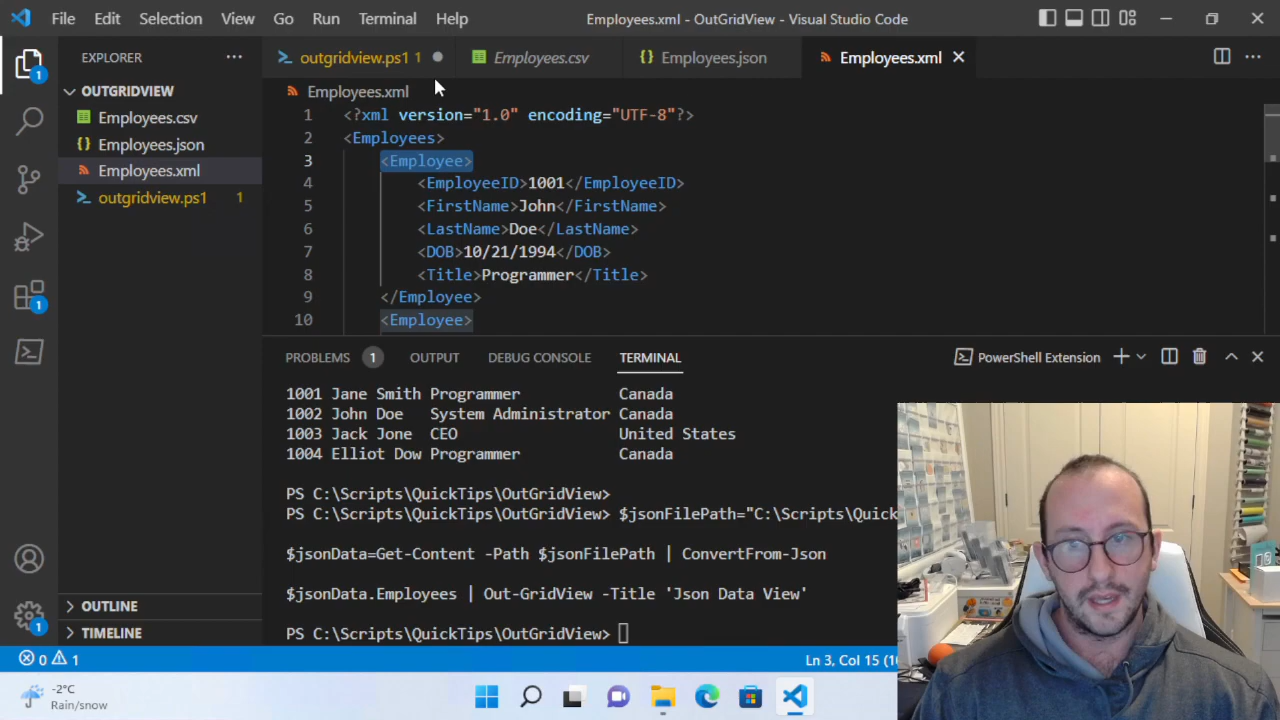 File Edit Selection View Go Run Terminal Help
Employees.xml - OutGridView - Visual Studio Code
EXPLORER
outgridview.ps1 1
Employees.csv
Employees.json
Employees.xml
1
OUTGRIDVIEW
Employees.csv
Employees.json
Employees.xml
outgridview.ps1 1
1
Employees.xml
1 <?xml version="1.0" encoding="UTF-8"?>
2 <Employees>
3 <Employee>
4 <EmployeeID>1001</EmployeeID>
5 <FirstName>John</FirstName>
6 <LastName>Doe</LastName>
7 <DOB>10/21/1994</DOB>
8 <Title>Programmer</Title>
9 </Employee>
10 <Employee>
PROBLEMS 1 OUTPUT DEBUG CONSOLE TERMINAL PowerShell Extension
1001 Jane Smith Programmer Canada
1002 John Doe System Administrator Canada
1003 Jack Jone CEO United States
1004 Elliot Dow Programmer Canada
PS C:\Scripts\QuickTips\OutGridView>
PS C:\Scripts\QuickTips\OutGridView> $jsonFilePath="C:\Scripts\Quick
$jsonData=Get-Content -Path $jsonFilePath | ConvertFrom-Json
$jsonData.Employees | Out-GridView -Title 'Json Data View'
PS C:\Scripts\QuickTips\OutGridView>
OUTLINE
TIMELINE
1
0 1
Ln 3, Col 15
-2°C
Rain/snow